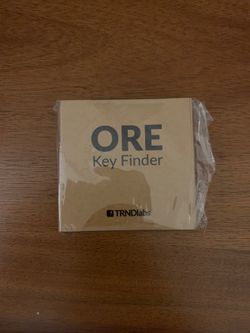 ORE
Key Finder
TRNDlabs